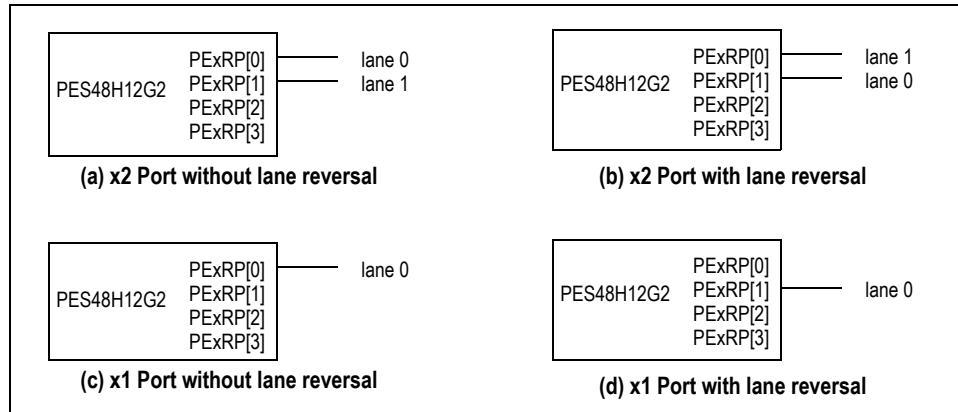 PES48H12G2
PExRP[0]
PExRP[1]
PExRP[2]
PExRP[3]
lane 0
lane 1
(a) x2 Port without lane reversal
PES48H12G2
PExRP[0]
PExRP[1]
PExRP[2]
PExRP[3]
lane 1
lane 0
(b) x2 Port with lane reversal
PES48H12G2
PExRP[0]
PExRP[1]
PExRP[2]
PExRP[3]
lane 0
(c) x1 Port without lane reversal
PES48H12G2
PExRP[0]
PExRP[1]
PExRP[2]
PExRP[3]
lane 0
(d) x1 Port with lane reversal